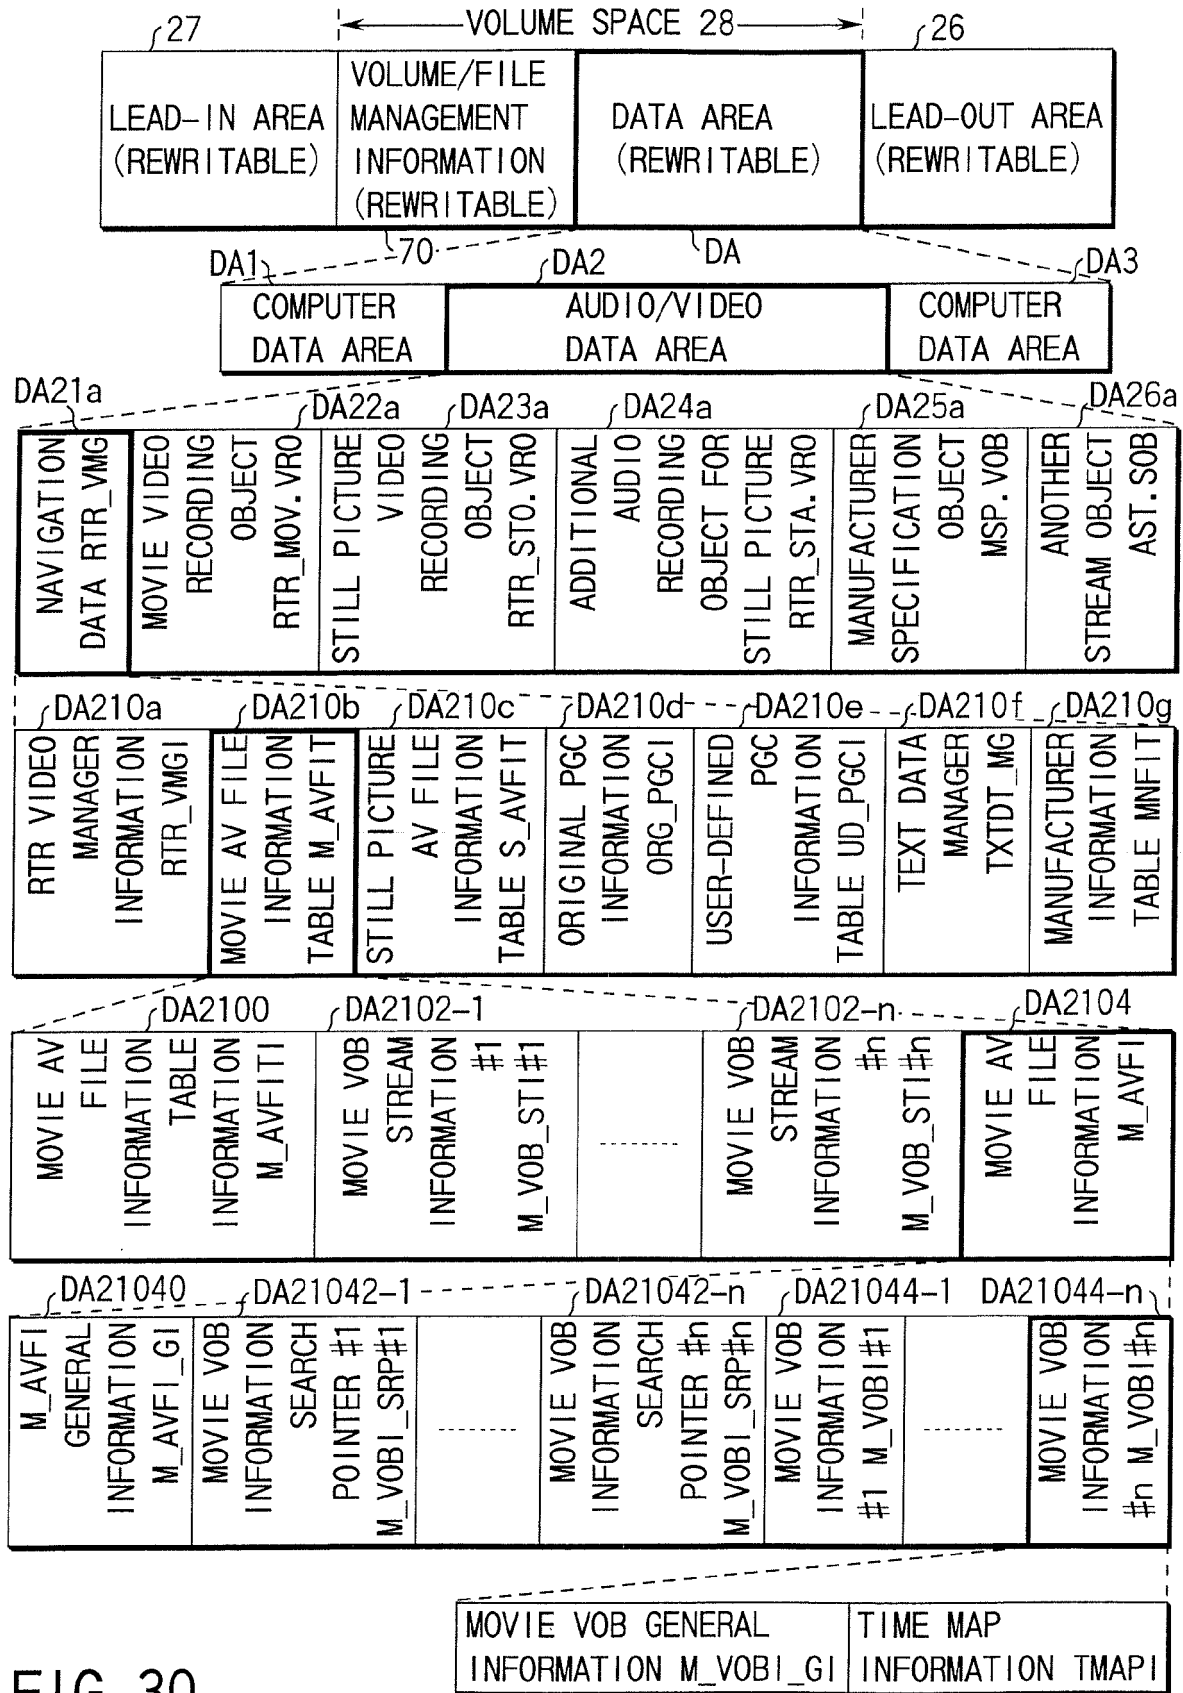 27
VOLUME SPACE 28
26
LEAD-IN AREA
(REWRITABLE)
VOLUME/FILE
MANAGEMENT
INFORMATION
(REWRITABLE)
DATA AREA
(REWRITABLE)
LEAD-OUT AREA
(REWRITABLE)
70
DA
DA1
DA2
DA3
COMPUTER
DATA AREA
AUDIO/VIDEO
DATA AREA
COMPUTER
DATA AREA
DA21a
DA22a
DA23a
DA24a
DA25a
DA26a
NAVIGATION
DATA RTR_VMG
MOVIE VIDEO
RECORDING
OBJECT
RTR_MOV.VRO
STILL PICTURE
VIDEO
RECORDING
OBJECT
RTR_STO.VRO
ADDITIONAL
AUDIO
RECORDING
OBJECT FOR
STILL PICTURE
RTR_STA.VRO
MANUFACTURER
SPECIFICATION
OBJECT
MSP.VOB
ANOTHER
STREAM OBJECT
AST.SOB
DA210a
DA210b
DA210c
DA210d
DA210e
DA210f
DA210g
RTR VIDEO
MANAGER
INFORMATION
RTR_VMGI
MOVIE AV FILE
INFORMATION
TABLE M_AVFIT
STILL PICTURE
AV FILE
INFORMATION
TABLE S_AVFIT
ORIGINAL PGC
INFORMATION
ORG_PGCI
USER-DEFINED
PGC
INFORMATION
TABLE UD_PGCI
TEXT DATA
MANAGER
TXTDT_MG
MANUFACTURER
INFORMATION
TABLE MNFIT
DA2100
DA2102-1
DA2102-n
DA2104
MOVIE AV
FILE
INFORMATION
TABLE
INFORMATION
M_AVFITI
MOVIE VOB
STREAM
INFORMATION
#1
M_VOB_STI#1
MOVIE VOB
STREAM
INFORMATION
#n
M_VOB_STI#n
MOVIE AV
FILE
INFORMATION
M_AVFI
DA21040
DA21042-1
DA21042-n
DA21044-1
DA21044-n
M_AVFI
GENERAL
INFORMATION
M_AVFI_GI
MOVIE VOB
INFORMATION
SEARCH
POINTER #1
M_VOBI_SRP#1
MOVIE VOB
INFORMATION
SEARCH
POINTER #n
M_VOBI_SRP#n
MOVIE VOB
INFORMATION
#1 M_VOBI#1
MOVIE VOB
INFORMATION
#n M_VOBI#n
MOVIE VOB GENERAL
INFORMATION M_VOBI_GI
TIME MAP
INFORMATION TMAPI
FIG. 30